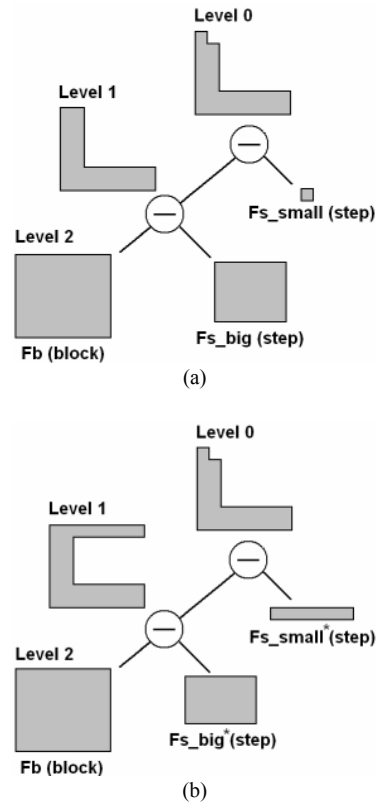 Level 0
Level 1
Fs_small (step)
Level 2
Fs_big (step)
Fb (block)
(a)
Level 0
Level 1
Fs_small*(step)
Level 2
Fs_big*(step)
Fb (block)
(b)